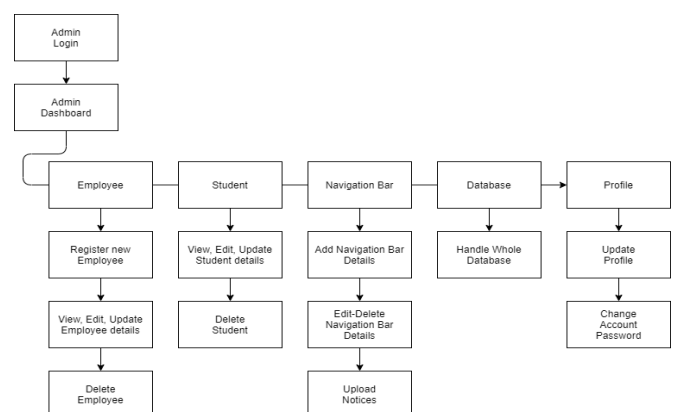 Admin
Login
Admin
Dashboard
Employee
Student
Navigation Bar
Database
Profile
Register new
Employee
View, Edit, Update
Student details
Add Navigation Bar
Details
Handle Whole
Database
Update
Profile
View, Edit, Update
Employee details
Delete
Student
Edit-Delete
Navigation Bar
Details
Change
Account
Password
Delete
Employee
Upload
Notices